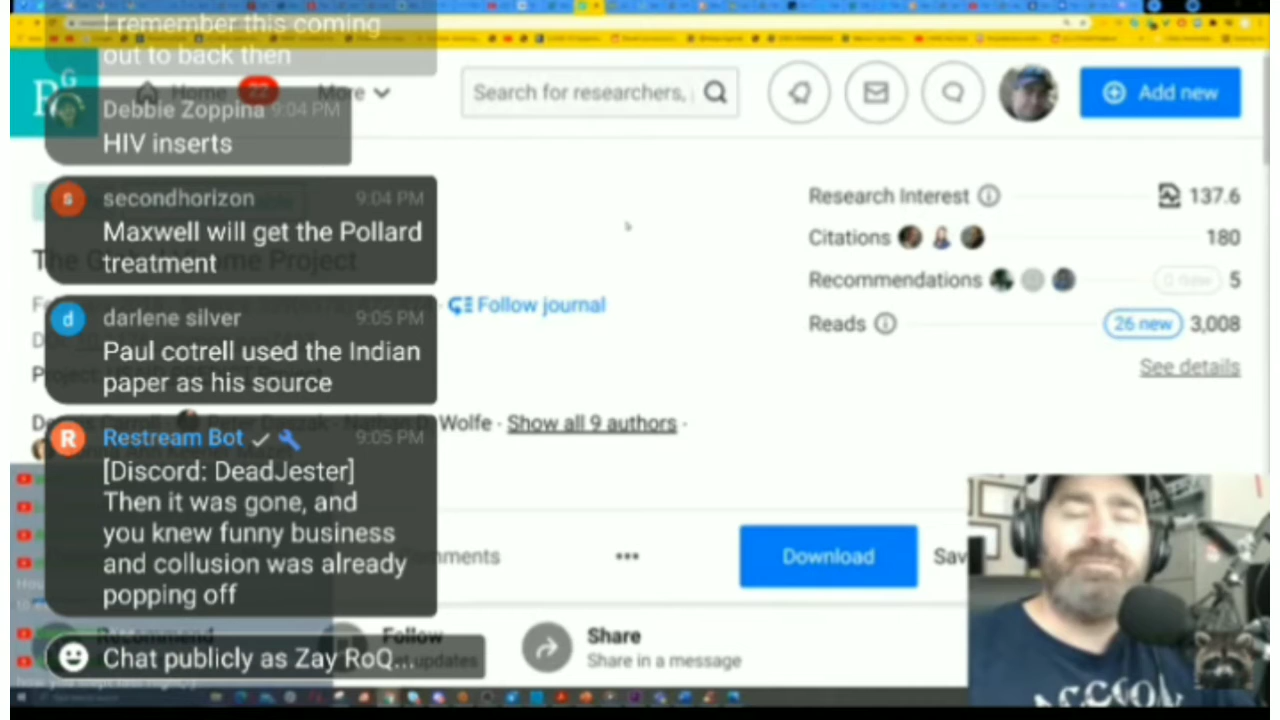 I remember this coming
out to back then
Debbie Zoppina 9:04 PM
HIV inserts
secondhorizon 9:04 PM
Maxwell will get the Pollard
treatment
darlene silver 9:05 PM
Paul cotrell used the Indian
paper as his source
Restream Bot 9:05 PM
[Discord: DeadJester]
Then it was gone, and
you knew funny business
and collusion was already
popping off
Chat publicly as Zay RoQ...
RG
Home 22 More
Search for researchers,
Add new
Research Interest 137.6
Citations 180
Recommendations 5
Reads 26 new 3,008
See details
The Project
Follow journal
Wolfe · Show all 9 authors ·
Download
Recommend
Follow
updates
Share
Share in a message